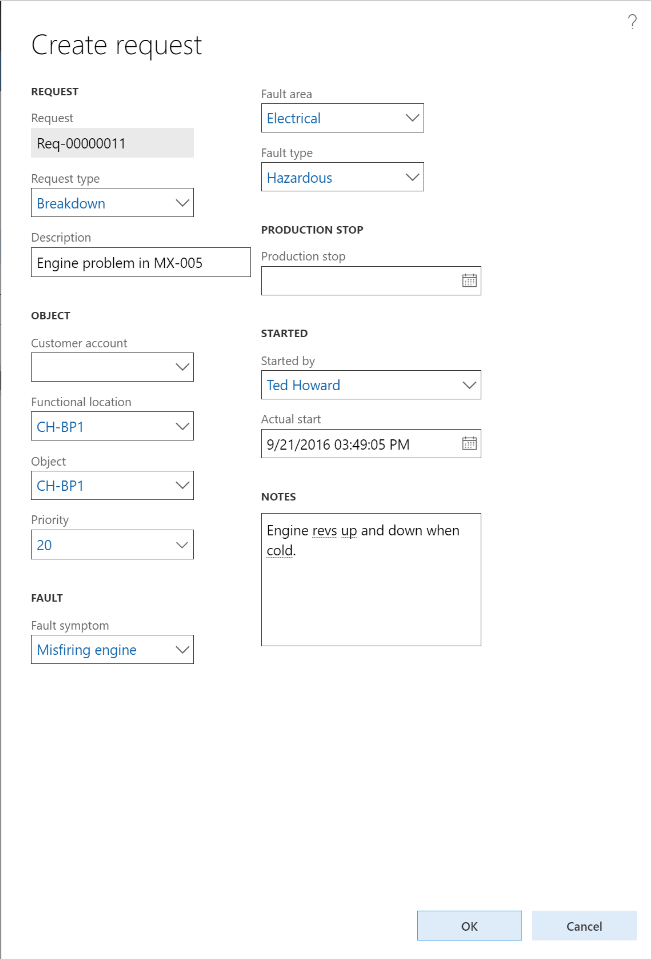 ?
Create request
REQUEST
Request
Req-00000011
Request type
Breakdown
Description
Engine problem in MX-005
OBJECT
Customer account
Functional location
CH-BP1
Object
CH-BP1
Priority
20
FAULT
Fault symptom
Misfiring engine
Fault area
Electrical
Fault type
Hazardous
PRODUCTION STOP
Production stop
STARTED
Started by
Ted Howard
Actual start
9/21/2016 03:49:05 PM
NOTES
Engine revs up and down when
cold.
OK
Cancel